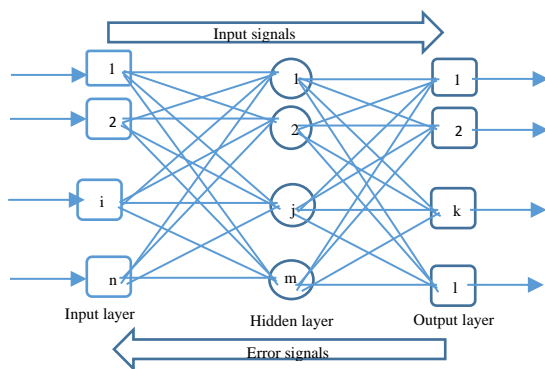 Input signals
1 1 1
2 2 2
i j k
n m l
Input layer Hidden layer Output layer
Error signals